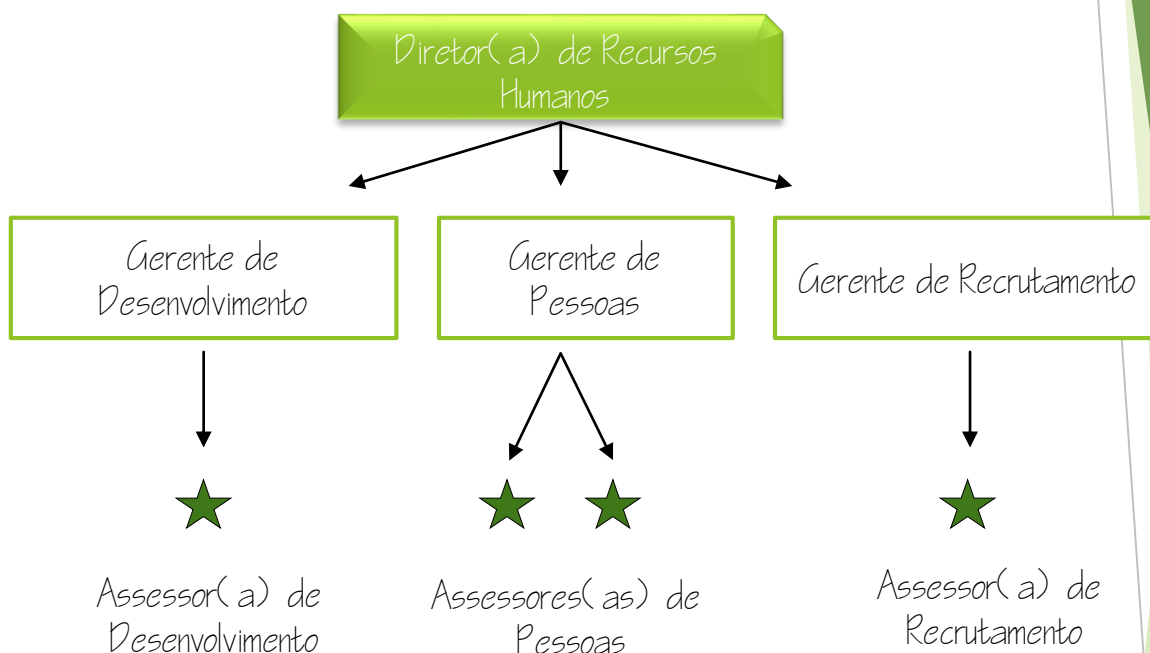 Diretor(a) de Recursos
Humanos
Gerente de
Desenvolvimento
Gerente de
Pessoas
Gerente de Recrutamento
Assessor(a) de
Desenvolvimento
Assessores(as) de
Pessoas
Assessor(a) de
Recrutamento